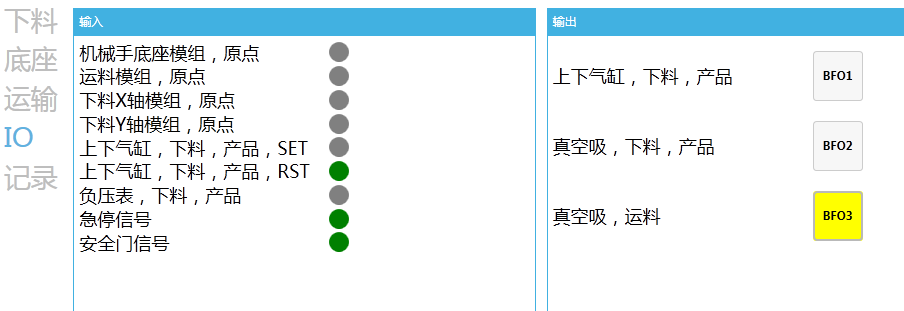 下料
底座
运输
IO
记录
输入
机械手底座模组，原点
运料模组，原点
下料X轴模组，原点
下料Y轴模组，原点
上下气缸，下料，产品，SET
上下气缸，下料，产品，RST
负压表，下料，产品
急停信号
安全门信号
输出
上下气缸，下料，产品 BFO1
真空吸，下料，产品 BFO2
真空吸，运料 BFO3